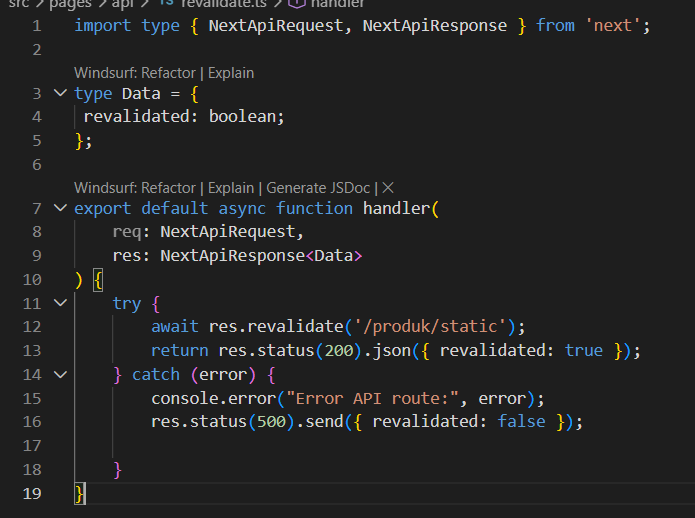 src > pages > api > TS revalidate.ts > handler
1 import type { NextApiRequest, NextApiResponse } from 'next';
2
Windsurf: Refactor | Explain
3 type Data = {
4  revalidated: boolean;
5 };
6
Windsurf: Refactor | Explain | Generate JSDoc | ×
7 export default async function handler(
8     req: NextApiRequest,
9     res: NextApiResponse<Data>
10 ) {
11     try {
12         await res.revalidate('/produk/static');
13         return res.status(200).json({ revalidated: true });
14     } catch (error) {
15         console.error("Error API route:", error);
16         res.status(500).send({ revalidated: false });
17
18     }
19 }